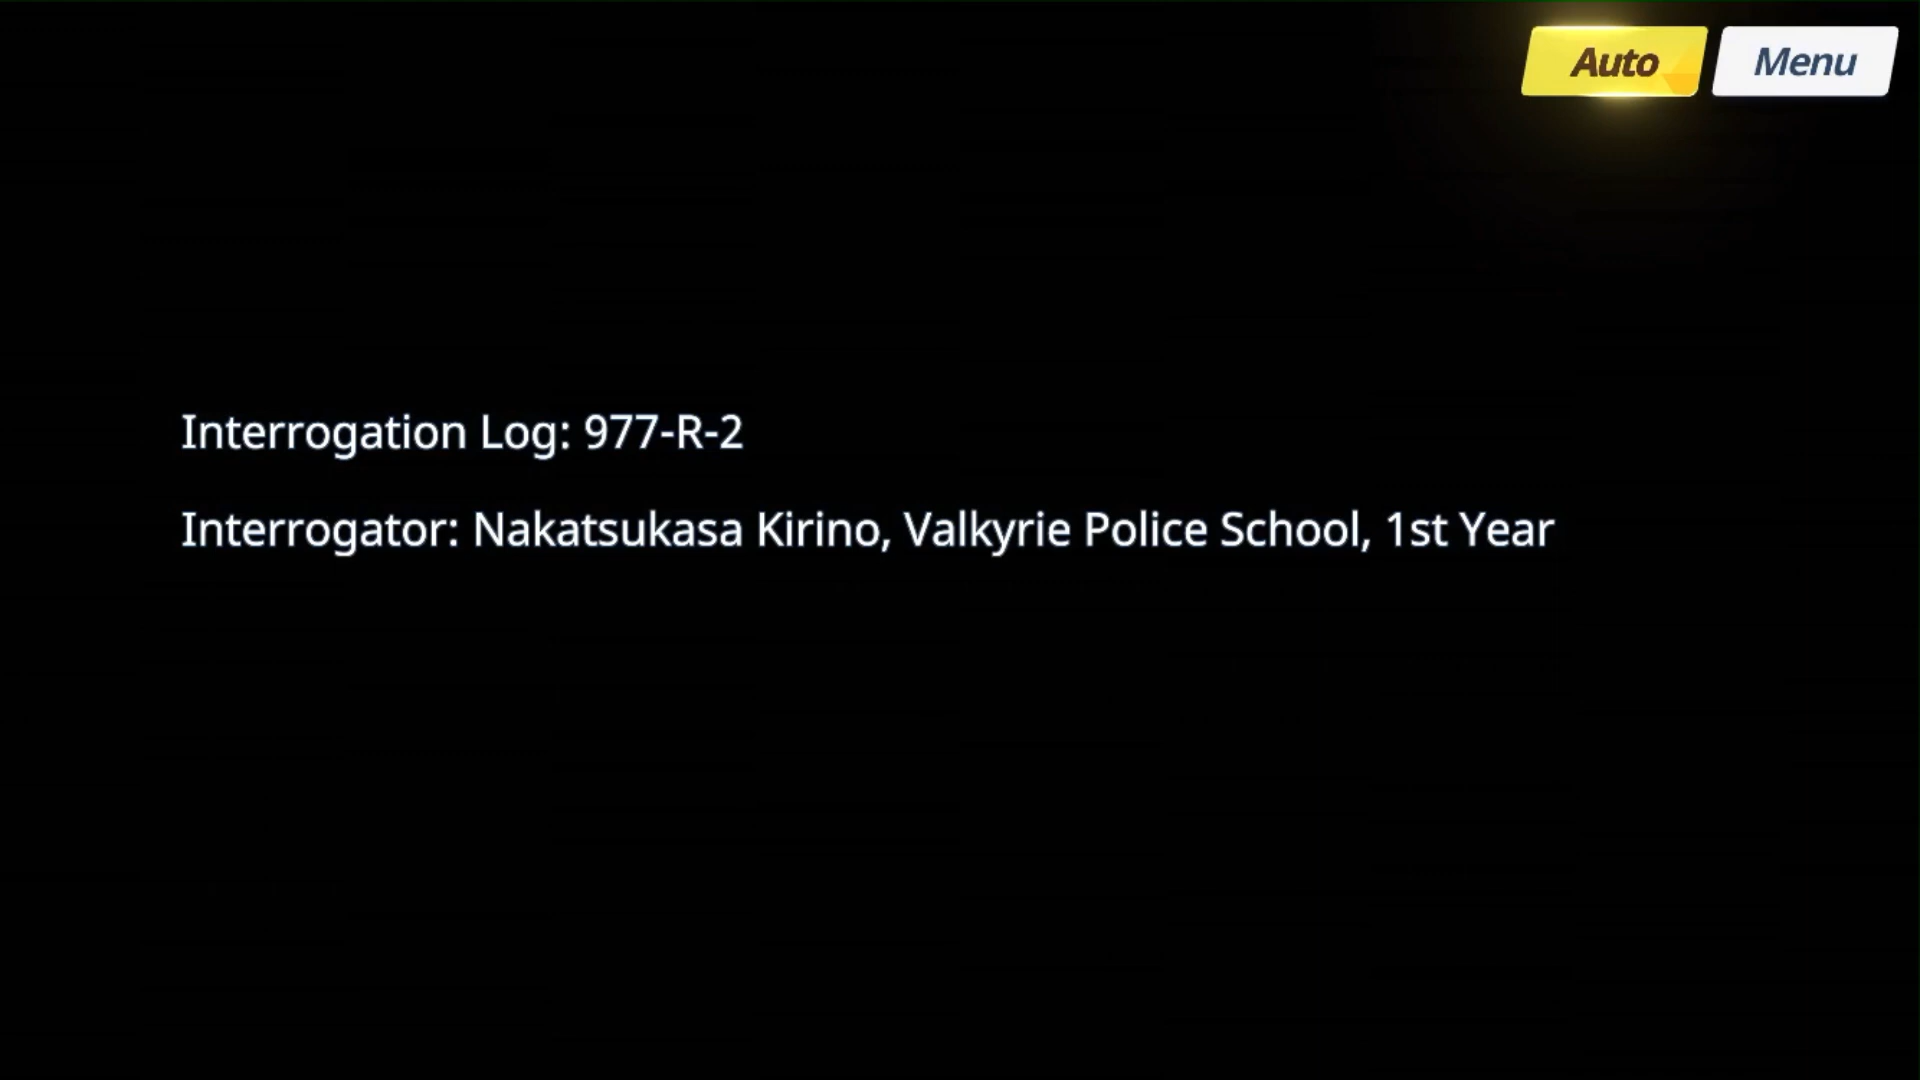 Auto
Menu
Interrogation Log: 977-R-2
Interrogator: Nakatsukasa Kirino, Valkyrie Police School, 1st Year